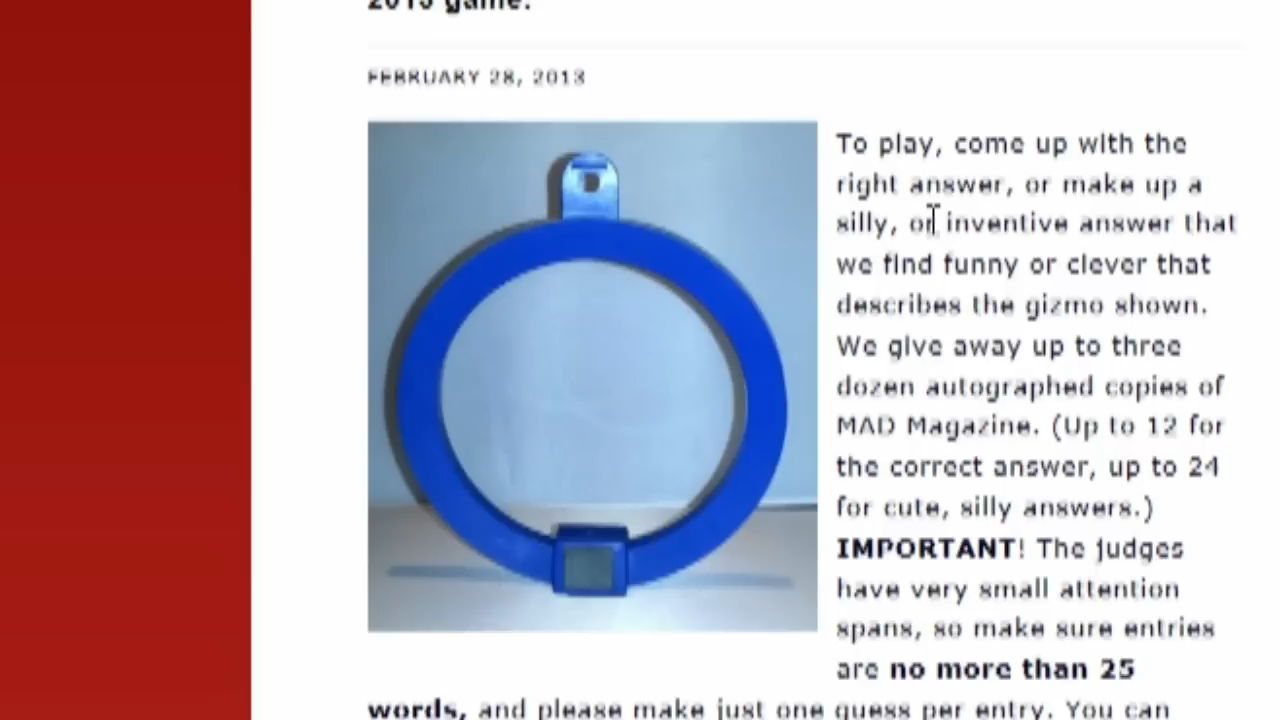 2013 game.
FEBRUARY 28, 2013
To play, come up with the
right answer, or make up a
silly, or inventive answer that
we find funny or clever that
describes the gizmo shown.
We give away up to three
dozen autographed copies of
MAD Magazine. (Up to 12 for
the correct answer, up to 24
for cute, silly answers.)
IMPORTANT! The judges
have very small attention
spans, so make sure entries
are no more than 25
words, and please make just one guess per entry. You can